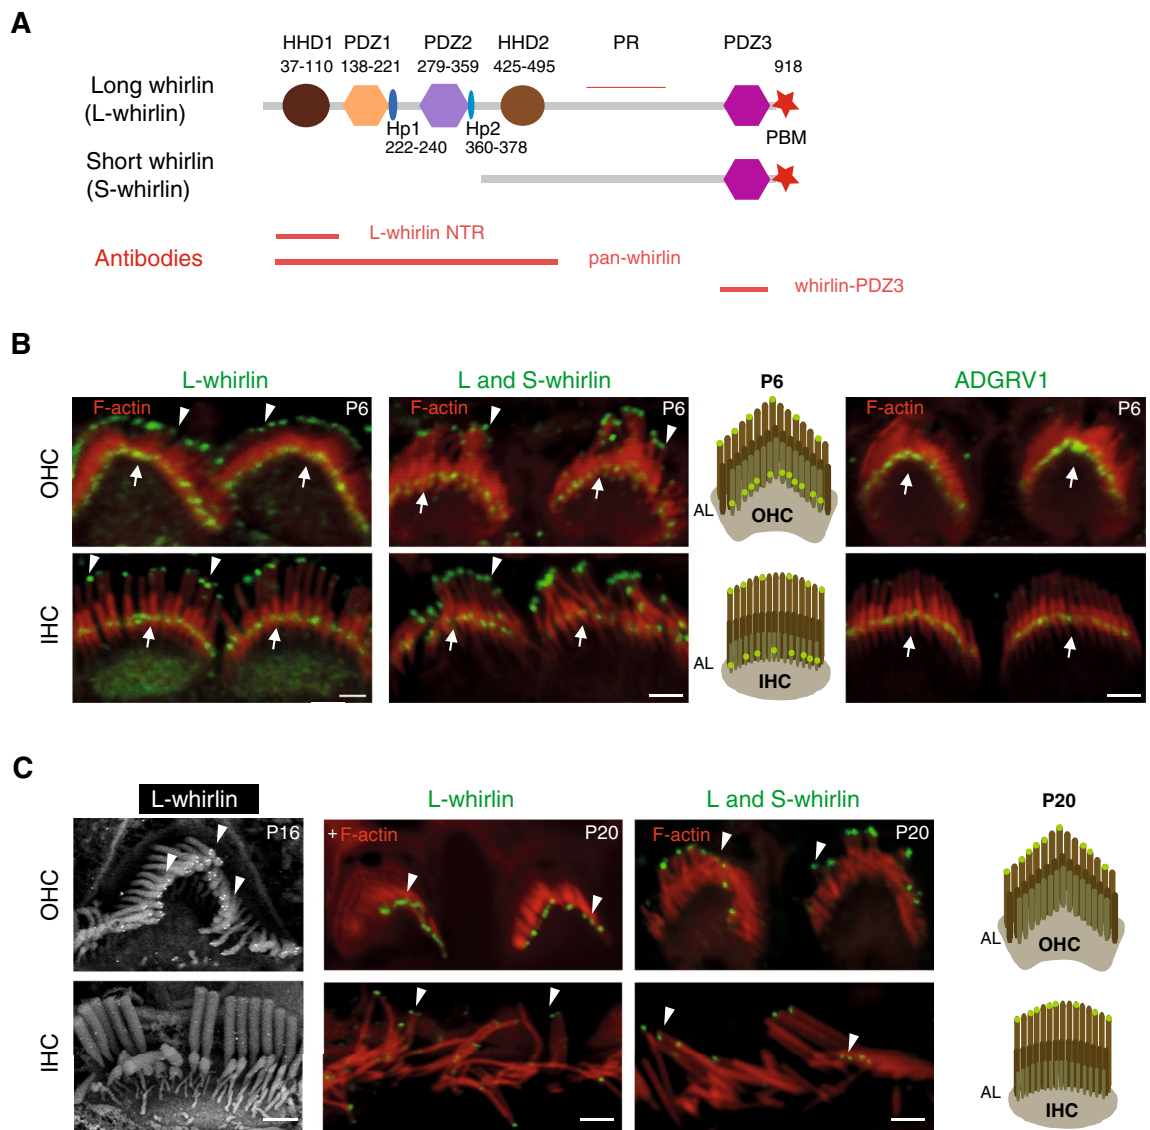 A
HHD1 PDZ1 PDZ2 HHD2 PR PDZ3
37-110 138-221 279-359 425-495 918
Long whirlin
(L-whirlin)
Hp1 Hp2 PBM
222-240 360-378
Short whirlin
(S-whirlin)
L-whirlin NTR
Antibodies pan-whirlin
whirlin-PDZ3
B
L-whirlin L and S-whirlin P6 ADGRV1
F-actin P6 F-actin P6 F-actin P6
OHC
AL OHC
IHC
AL IHC
C
L-whirlin L-whirlin L and S-whirlin P20
P16 + F-actin P20 F-actin P20
OHC
AL OHC
IHC
AL IHC